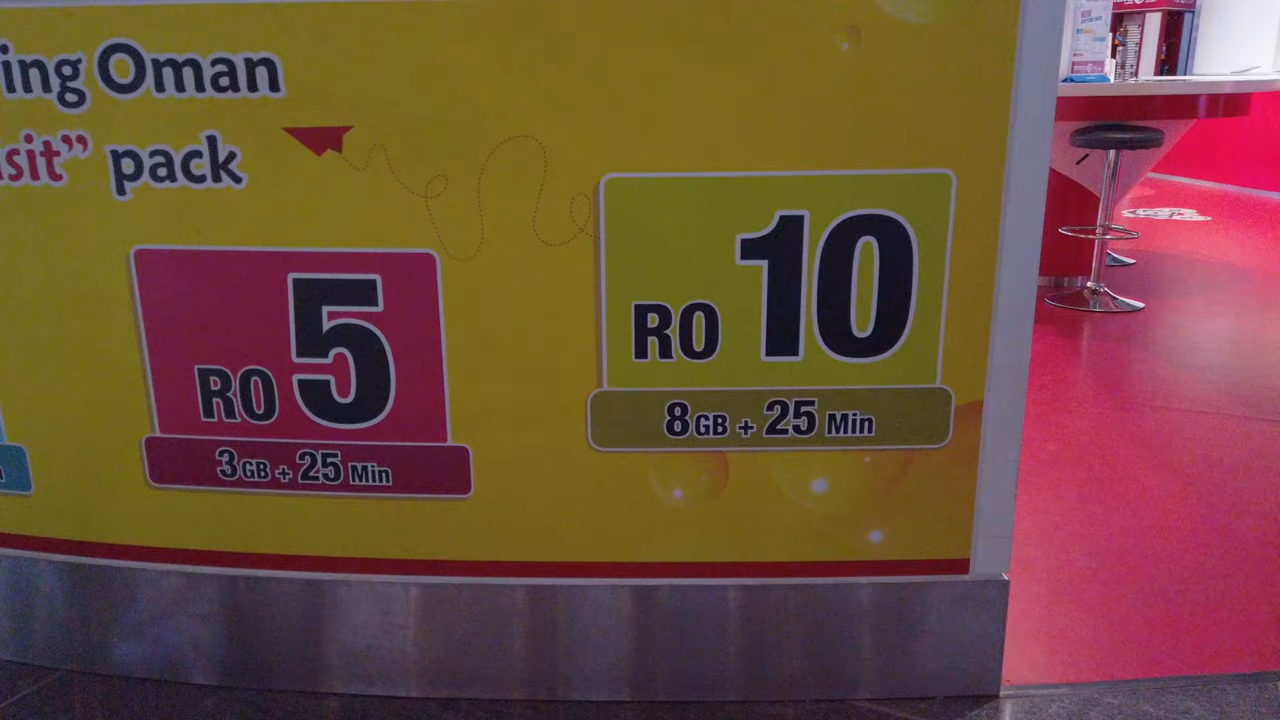 ing Oman
sit” pack
RO 5
3GB + 25 Min
RO 10
8GB + 25 Min